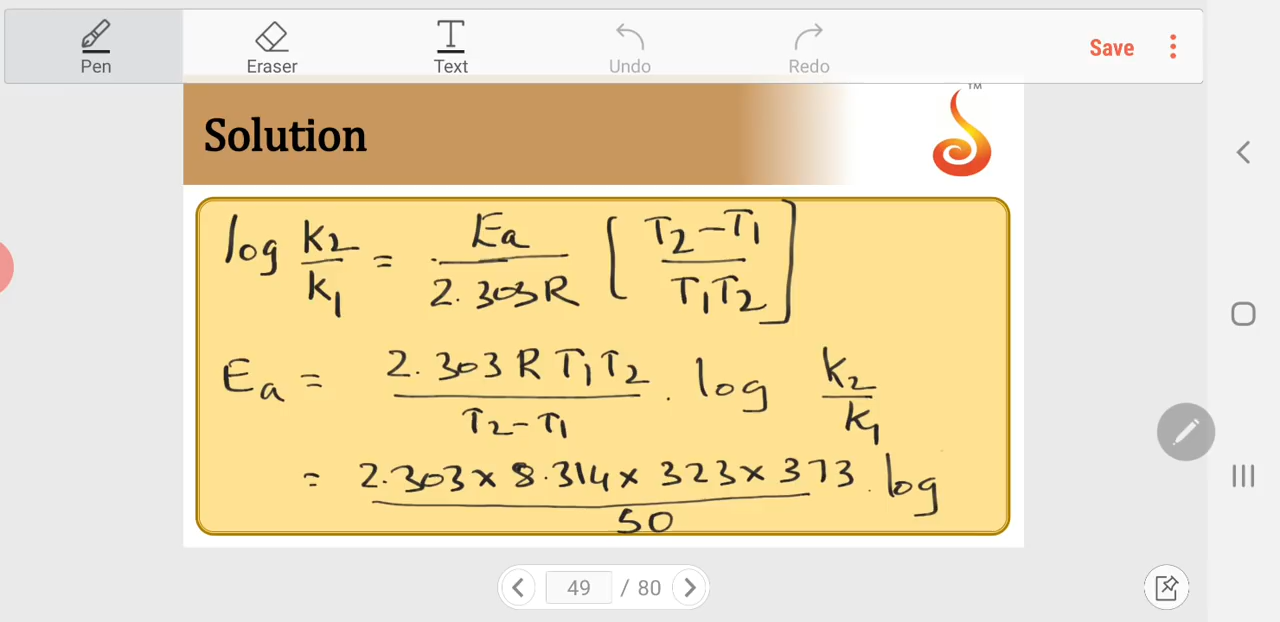 Pen Eraser Text Undo Redo Save
TM
Solution
log K2/K1 = Ea/2.303R [T2-T1/T1T2]
Ea = 2.303 R T1T2/T2-T1 . log K2/K1
= 2.303 x 8.314 x 323 x 373/50 . log
49 / 80